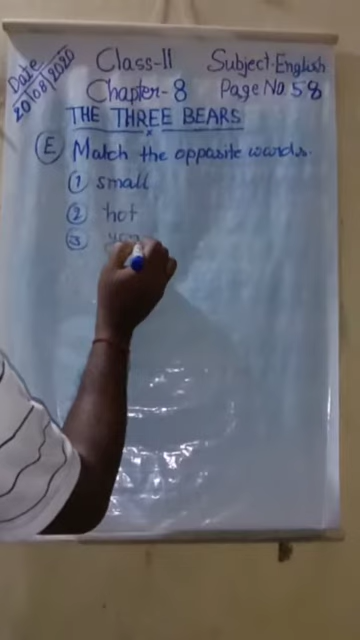 Date
20/08/2020
Class-II Subject-English
Chapter-8 Page No 58
THE THREE BEARS
E. Match the opposite words.
① small
② hot
③